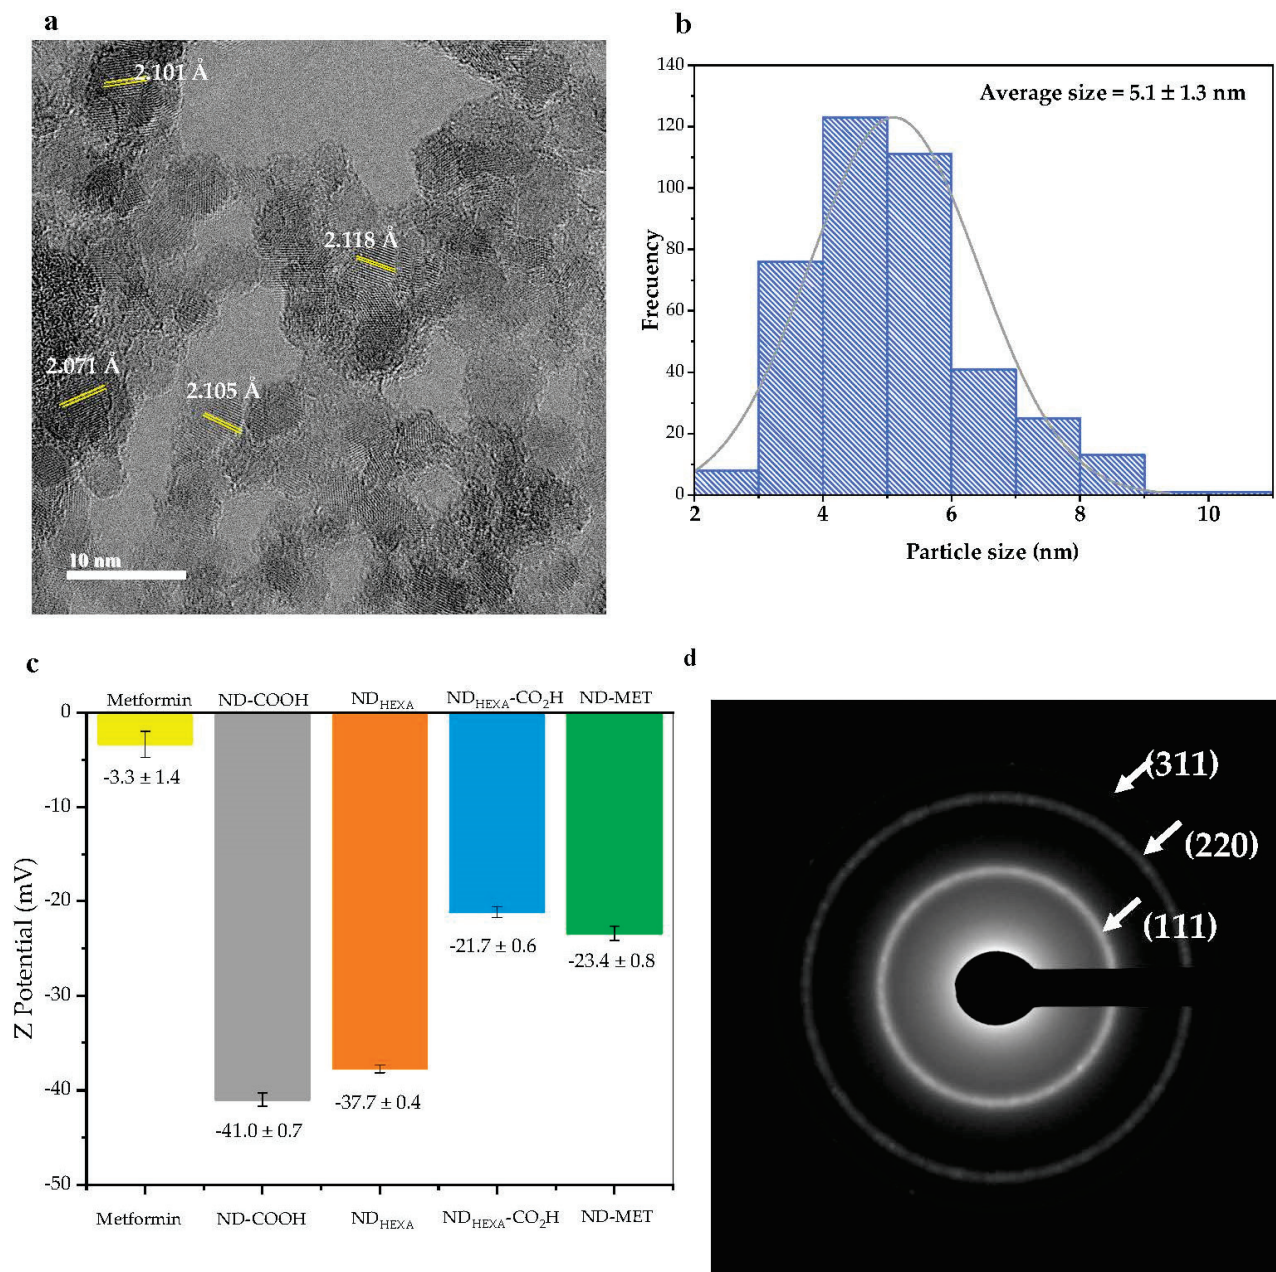 a
2.101 Å
2.118 Å
2.071 Å
2.105 Å
10 nm
b
Average size = 5.1 ± 1.3 nm
140
120
100
80
60
40
20
0
Frecuency
2 4 6 8 10
Particle size (nm)
c
Metformin ND-COOH ND_HEXA ND_HEXA-CO₂H ND-MET
0
-10
-20
-30
-40
-50
Z Potential (mV)
-3.3 ± 1.4
-41.0 ± 0.7
-37.7 ± 0.4
-21.7 ± 0.6
-23.4 ± 0.8
Metformin ND-COOH ND_HEXA ND_HEXA-CO₂H ND-MET
d
(311)
(220)
(111)